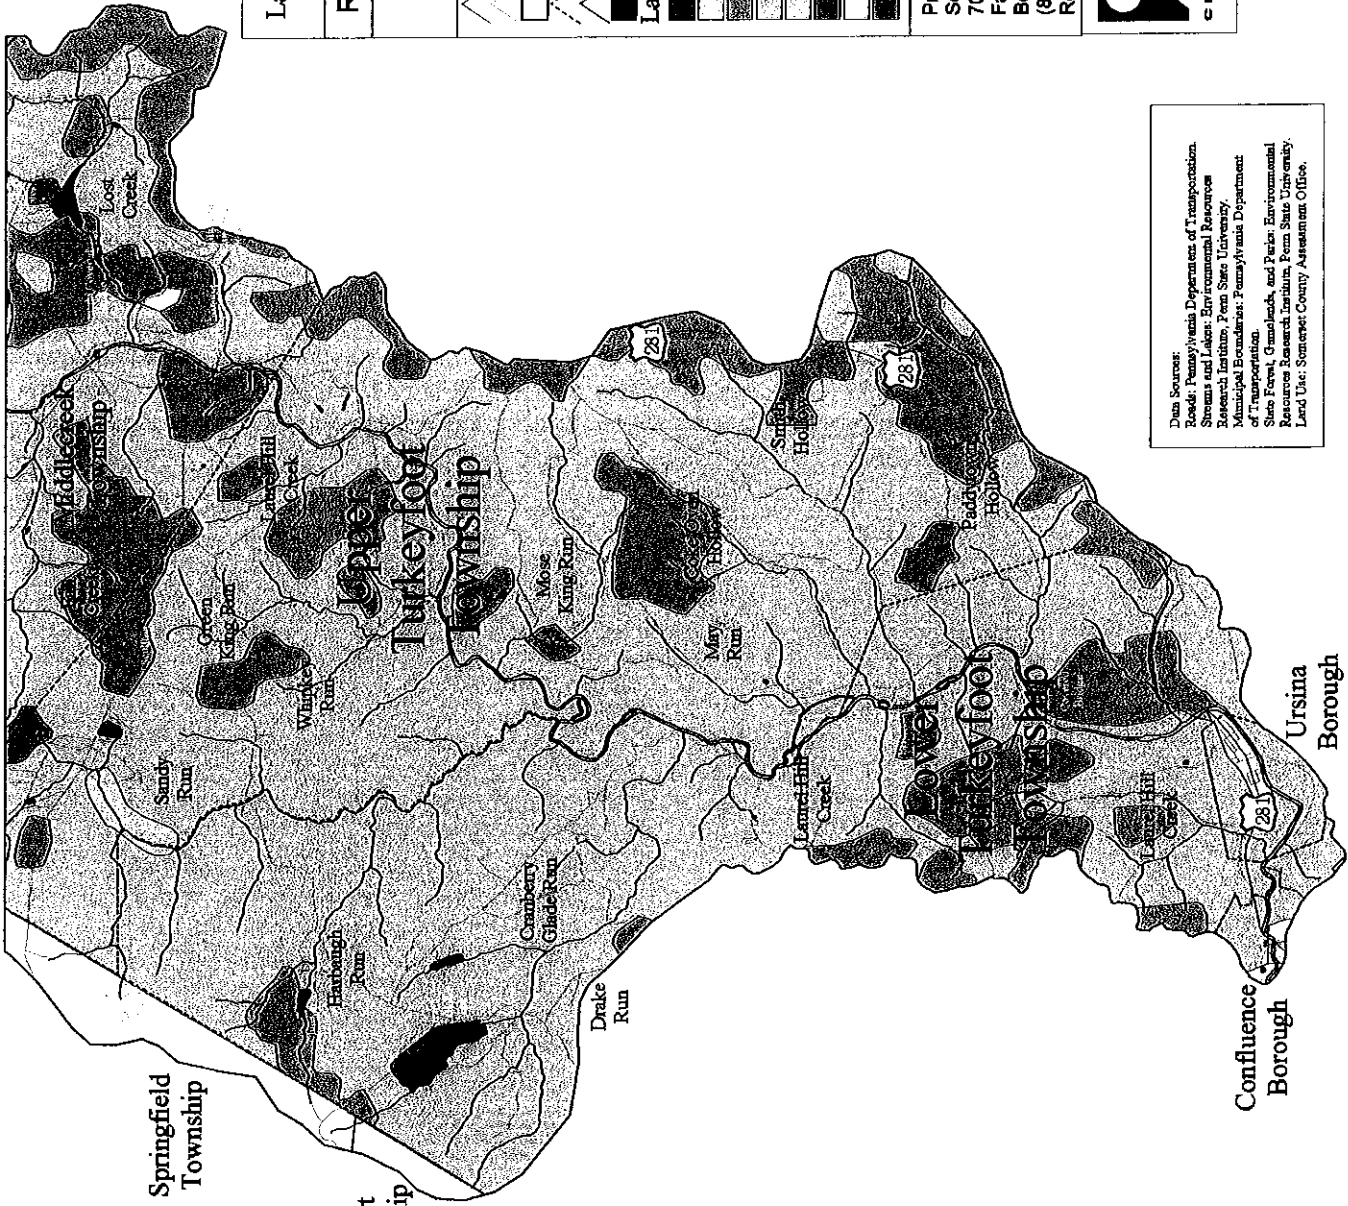 Springfield
Township
Middlecreek
Township
Lost
Creek
Laurel Hill
Creek
Upper
Turkeyfoot
Township
Green
King Run
Whipkey
Run
Sandy
Run
Mose
King Run
Cokeoven
Hollow
May
Run
Smith
Hollow
Paddytown
Hollow
281
281
Harbaugh
Run
Cranberry
Glade Run
Drake
Run
Laurel Hill
Creek
Lower
Turkeyfoot
Township
Laurel Hill
Creek
281
Ursina
Borough
Confluence
Borough
Data Sources:
Roads: Pennsylvania Department of Transportation.
Streams and Lakes: Environmental Resources
Research Institute, Penn State University.
Municipal Boundaries: Pennsylvania Department
of Transportation.
State Forest, Gamelands, and Parks: Environmental
Resources Research Institute, Penn State University.
Land Use: Somerset County Assessment Office.